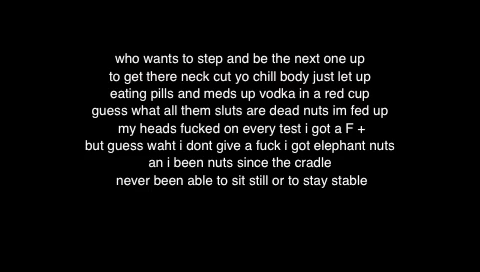 who wants to step and be the next one up
to get there neck cut yo chill body just let up
eating pills and meds up vodka in a red cup
guess what all them sluts are dead nuts im fed up
my heads fucked on every test i got a F +
but guess waht i dont give a fuck i got elephant nuts
an i been nuts since the cradle
never been able to sit still or to stay stable